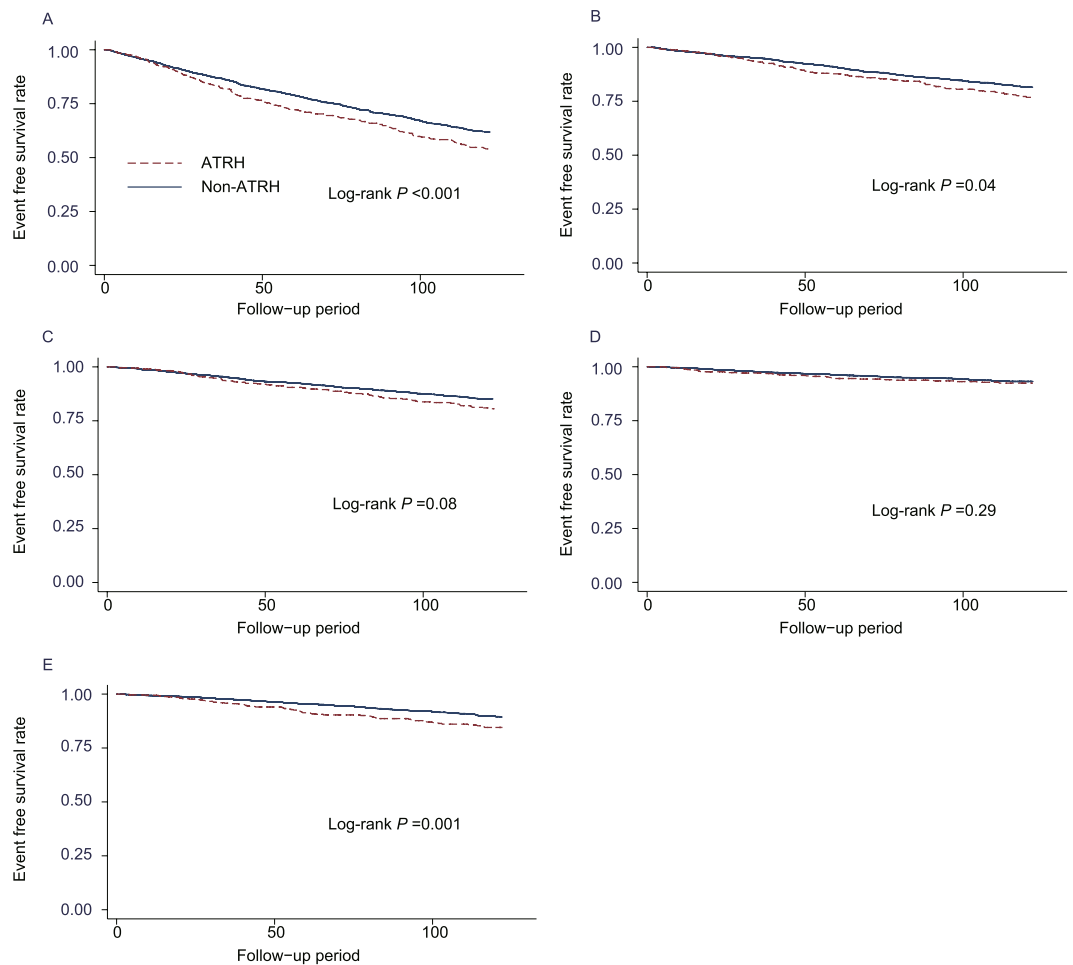 A
Event free survival rate
1.00
0.75
0.50
0.25
0.00
ATRH
Non-ATRH
Log-rank P <0.001
0
50
100
Follow−up period
B
Event free survival rate
1.00
0.75
0.50
0.25
0.00
Log-rank P =0.04
0
50
100
Follow−up period
C
Event free survival rate
1.00
0.75
0.50
0.25
0.00
Log-rank P =0.08
0
50
100
Follow−up period
D
Event free survival rate
1.00
0.75
0.50
0.25
0.00
Log-rank P =0.29
0
50
100
Follow−up period
E
Event free survival rate
1.00
0.75
0.50
0.25
0.00
Log-rank P =0.001
0
50
100
Follow−up period